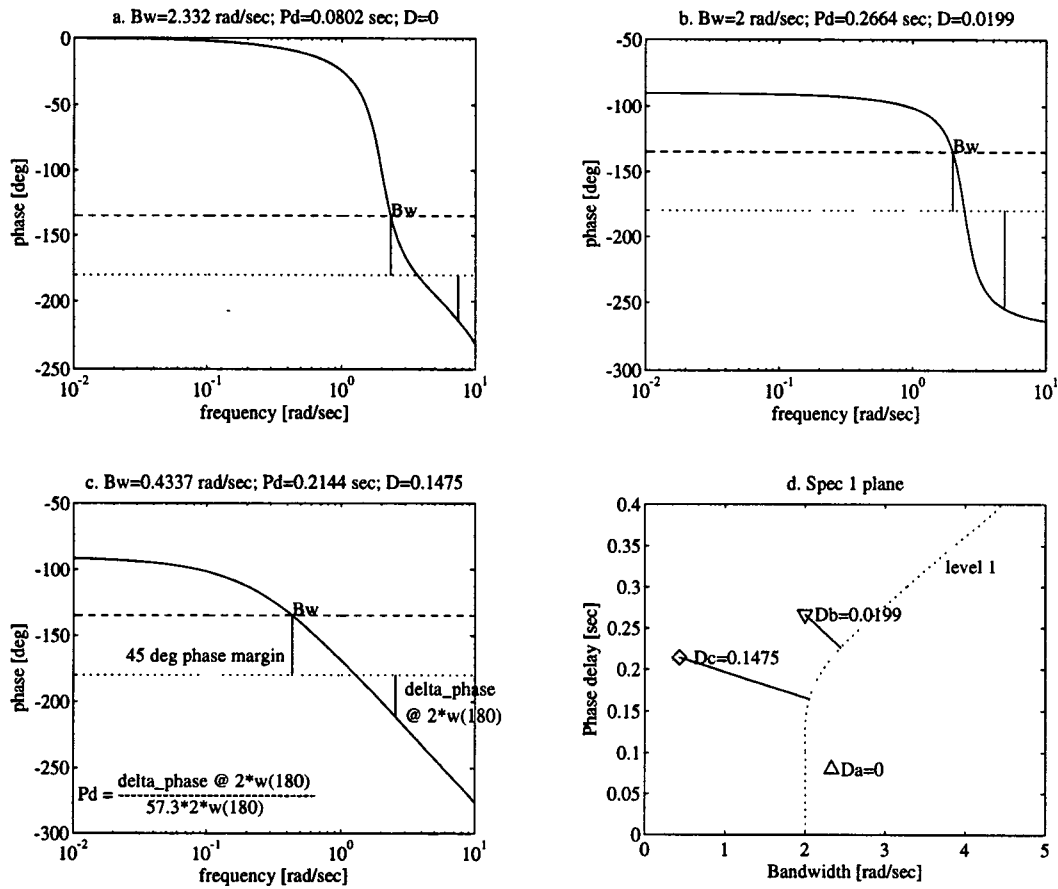 a. Bw=2.332 rad/sec; Pd=0.0802 sec; D=0
0
-50
-100
-150
-200
-250
phase [deg]
Bw
10^-2
10^-1
10^0
10^1
frequency [rad/sec]
b. Bw=2 rad/sec; Pd=0.2664 sec; D=0.0199
-50
-100
-150
-200
-250
-300
phase [deg]
Bw
10^-2
10^-1
10^0
10^1
frequency [rad/sec]
c. Bw=0.4337 rad/sec; Pd=0.2144 sec; D=0.1475
-50
-100
-150
-200
-250
-300
phase [deg]
Bw
45 deg phase margin
delta_phase
@ 2*w(180)
delta_phase @ 2*w(180)
Pd =
57.3*2*w(180)
10^-2
10^-1
10^0
10^1
frequency [rad/sec]
d. Spec 1 plane
0.4
0.35
0.3
0.25
0.2
0.15
0.1
0.05
0
Phase delay [sec]
level 1
Db=0.0199
Dc=0.1475
Da=0
0
1
2
3
4
5
Bandwidth [rad/sec]